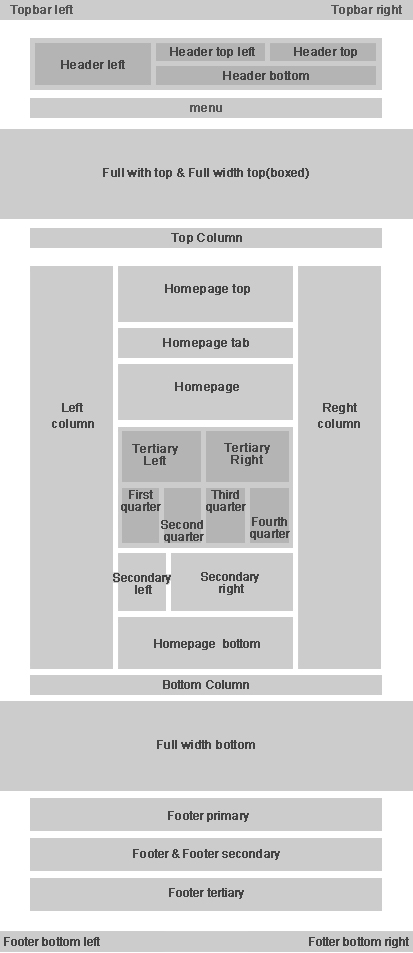 Topbar left
Topbar right
Header left
Header top left
Header top
Header bottom
menu
Full with top & Full width top(boxed)
Top Column
Homepage top
Homepage tab
Homepage
Left
column
Reght
column
Tertiary
Left
Tertiary
Right
First
quarter
Second
quarter
Third
quarter
Fourth
quarter
Secondary
left
Secondary
right
Homepage bottom
Bottom Column
Full width bottom
Footer primary
Footer & Footer secondary
Footer tertiary
Footer bottom left
Fotter bottom right